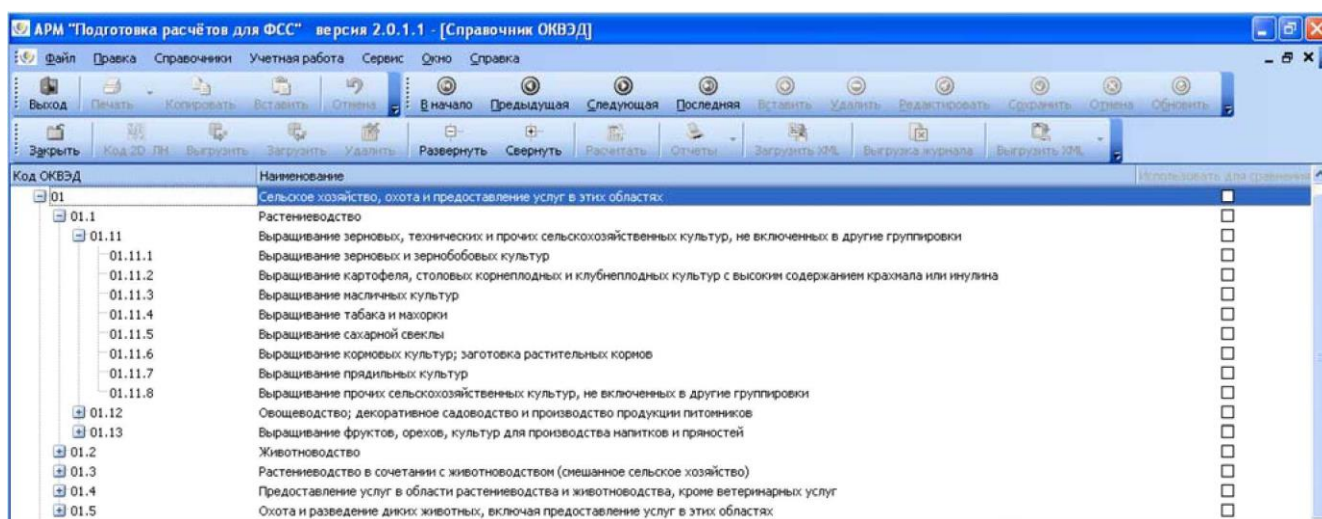 АРМ "Подготовка расчётов для ФСС" версия 2.0.1.1 - [Справочник ОКВЭД]
Файл Правка Справочники Учетная работа Сервис Окно Справка
Выход Печать Копировать Вставить Отмена В начало Предыдущая Следующая Последняя Вставить Удалить Редактировать Сохранить Отмена Обновить
Закрыть Код 2D ЛН Выгрузить Загрузить Удалить Развернуть Свернуть Расчитать Отчеты Загрузить XML Выгрузка журнала Выгрузить XML
Код ОКВЭД Наименование Использовать для сравнения
01 Сельское хозяйство, охота и предоставление услуг в этих областях
01.1 Растениеводство
01.11 Выращивание зерновых, технических и прочих сельскохозяйственных культур, не включенных в другие группировки
01.11.1 Выращивание зерновых и зернобобовых культур
01.11.2 Выращивание картофеля, столовых корнеплодных и клубнеплодных культур с высоким содержанием крахмала или инулина
01.11.3 Выращивание масличных культур
01.11.4 Выращивание табака и махорки
01.11.5 Выращивание сахарной свеклы
01.11.6 Выращивание кормовых культур; заготовка растительных кормов
01.11.7 Выращивание прядильных культур
01.11.8 Выращивание прочих сельскохозяйственных культур, не включенных в другие группировки
01.12 Овощеводство; декоративное садоводство и производство продукции питомников
01.13 Выращивание фруктов, орехов, культур для производства напитков и пряностей
01.2 Животноводство
01.3 Растениеводство в сочетании с животноводством (смешанное сельское хозяйство)
01.4 Предоставление услуг в области растениеводства и животноводства, кроме ветеринарных услуг
01.5 Охота и разведение диких животных, включая предоставление услуг в этих областях